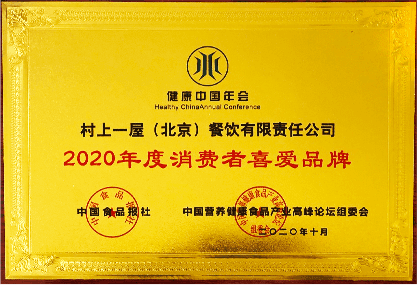 健康中国年会
Healthy ChinaAnnual Conference
村上一屋（北京）餐饮有限责任公司
2020年度消费者喜爱品牌
中国食品报社 中国营养健康食品产业高峰论坛组委会
二〇二〇年十月